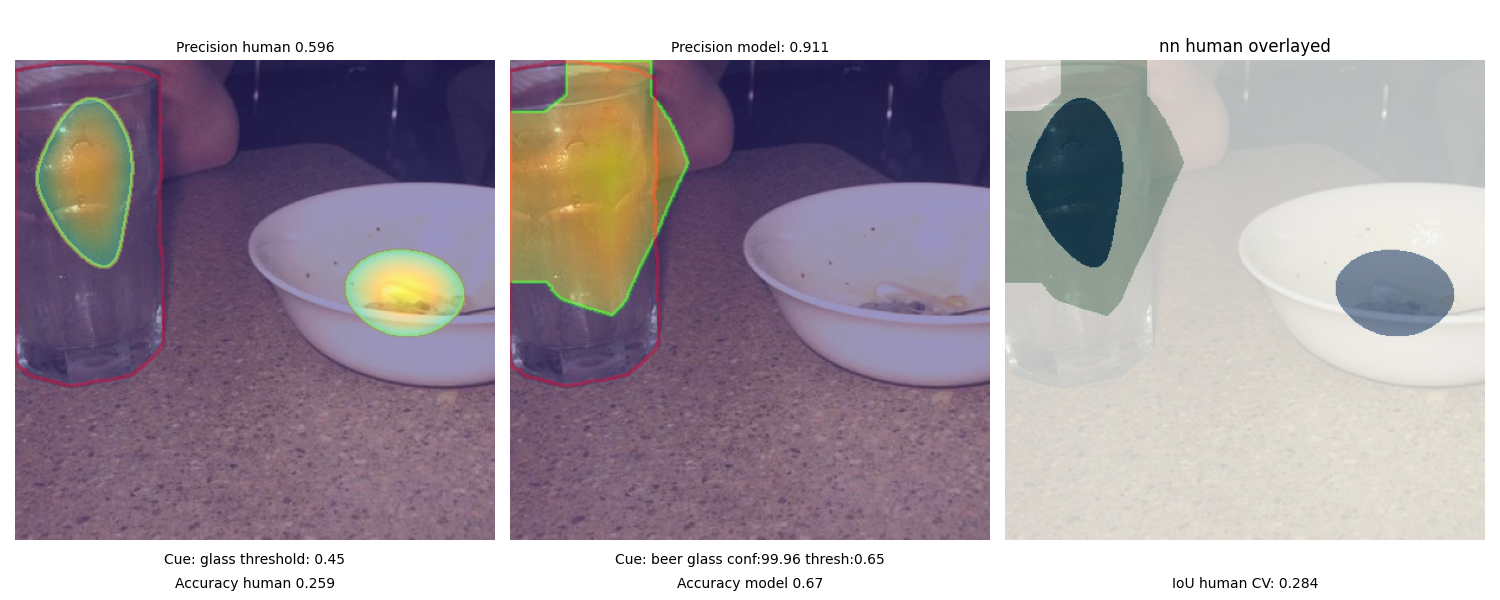 Precision human 0.596
Precision model: 0.911
nn human overlayed
Cue: glass threshold: 0.45
Cue: beer glass conf:99.96 thresh:0.65
Accuracy human 0.259
Accuracy model 0.67
IoU human CV: 0.284